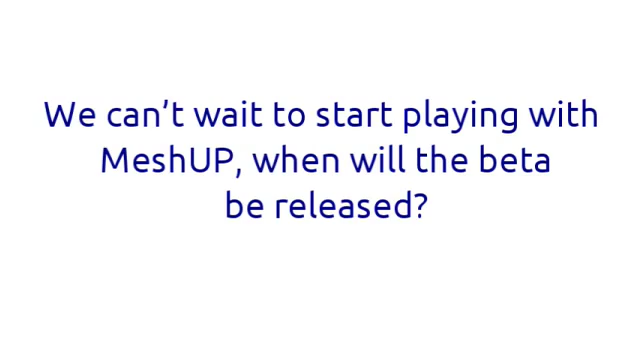 We can’t wait to start playing with
MeshUP, when will the beta
be released?